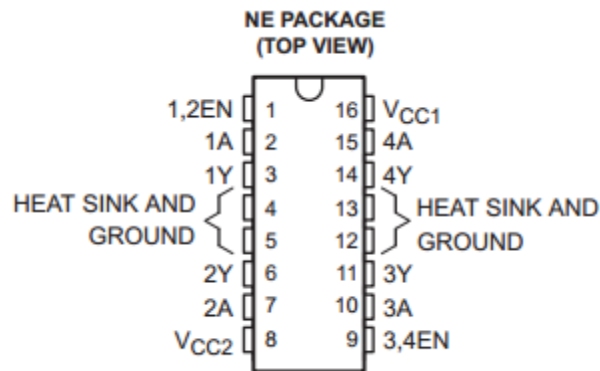 NE PACKAGE
(TOP VIEW)
1,2EN 1 16 VCC1
1A 2 15 4A
1Y 3 14 4Y
HEAT SINK AND
GROUND
4 13
5 12
HEAT SINK AND
GROUND
2Y 6 11 3Y
2A 7 10 3A
VCC2 8 9 3,4EN